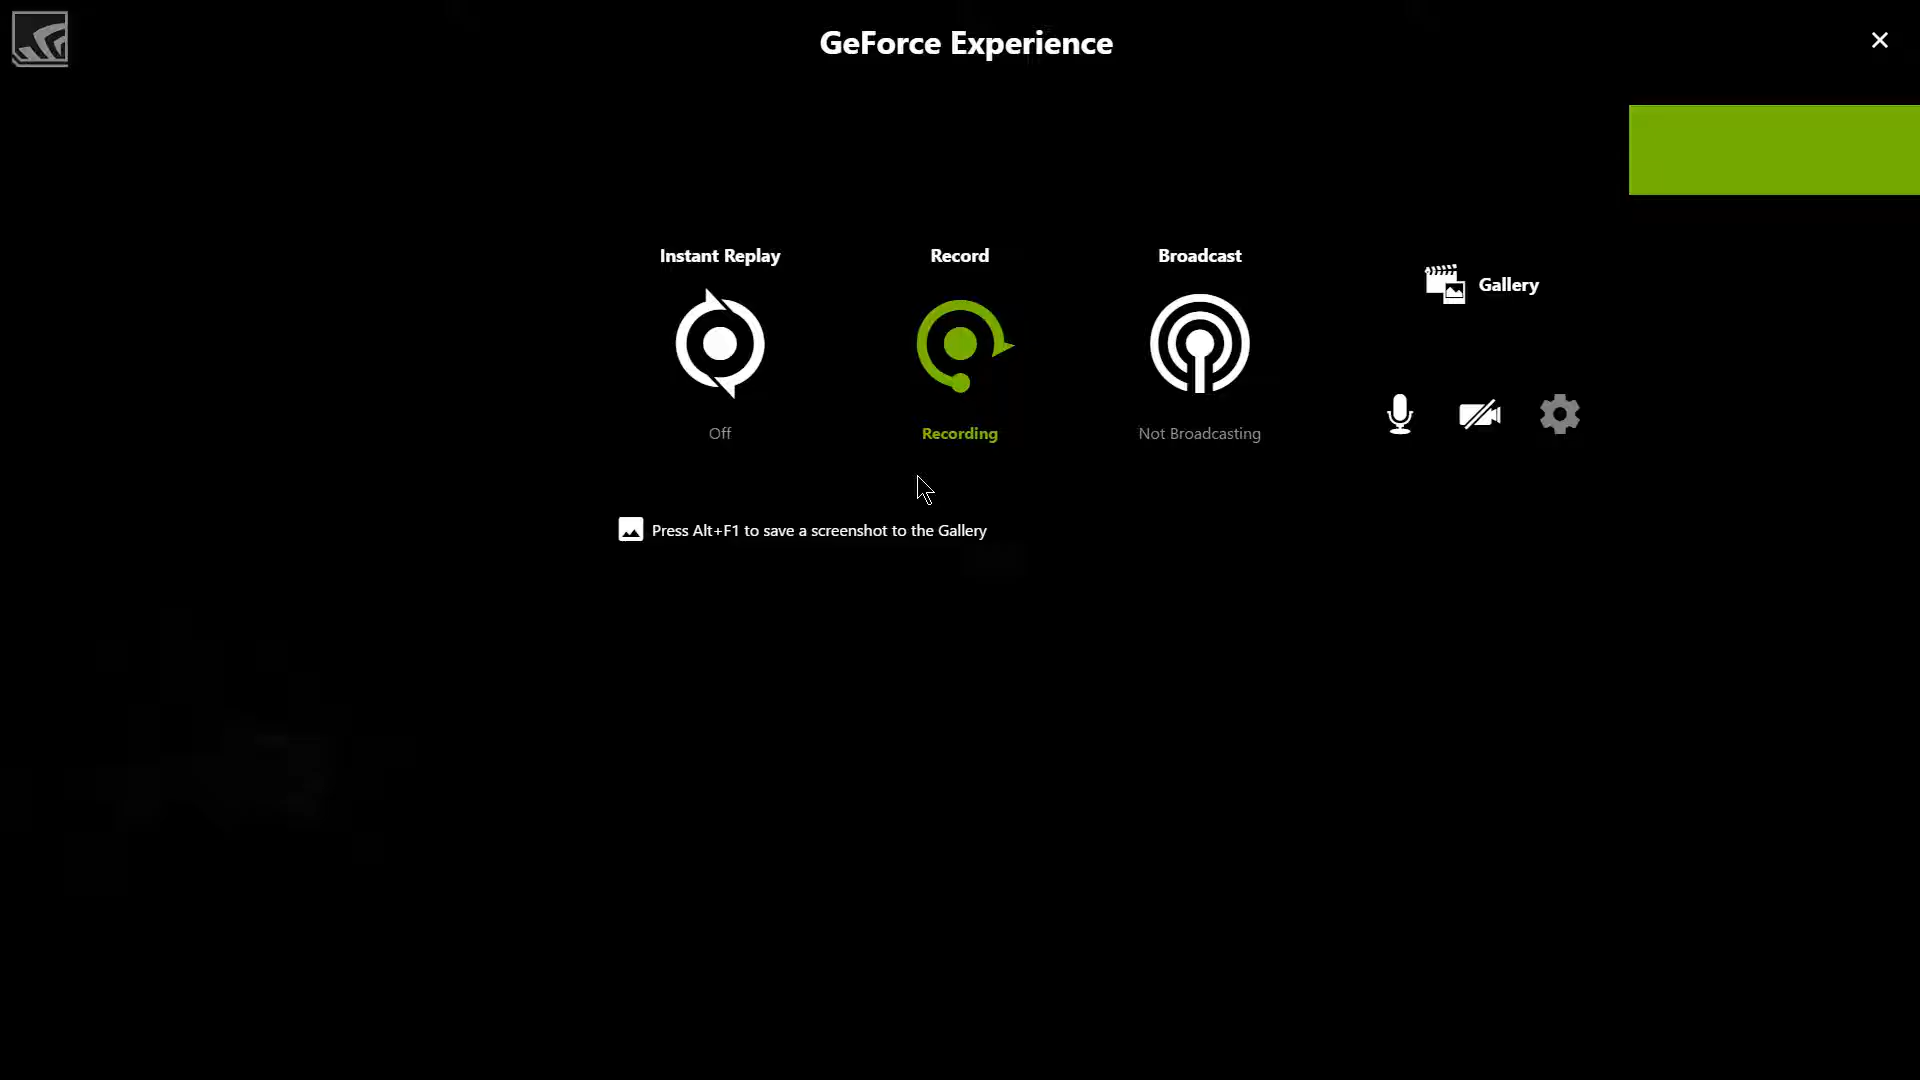 GeForce Experience
Instant Replay
Record
Broadcast
Gallery
Off
Recording
Not Broadcasting
Press Alt+F1 to save a screenshot to the Gallery